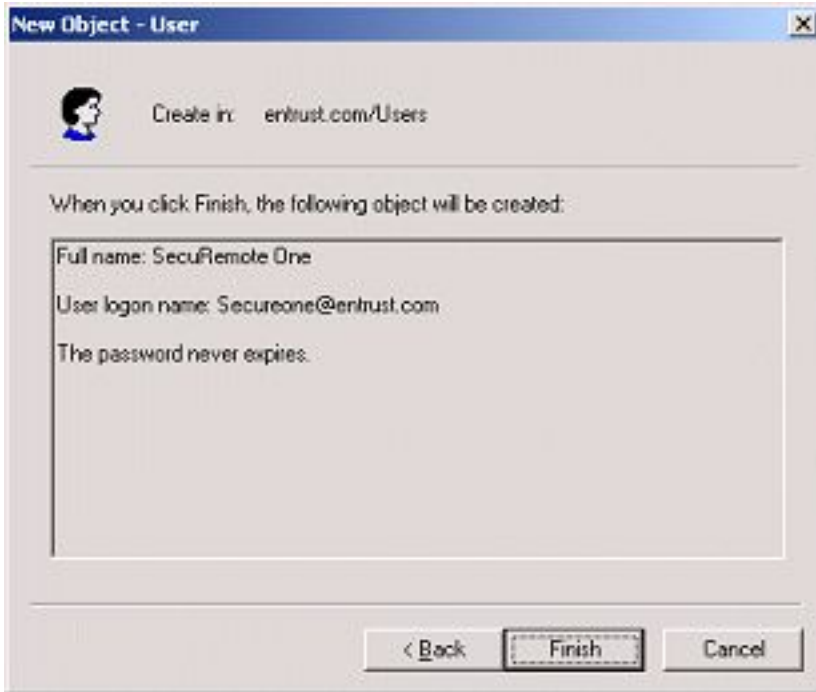 New Object - User
Create in: entrust.com/Users
When you click Finish, the following object will be created:
Full name: SecuRemote One
User logon name: Secureone@entrust.com
The password never expires.
< Back
Finish
Cancel